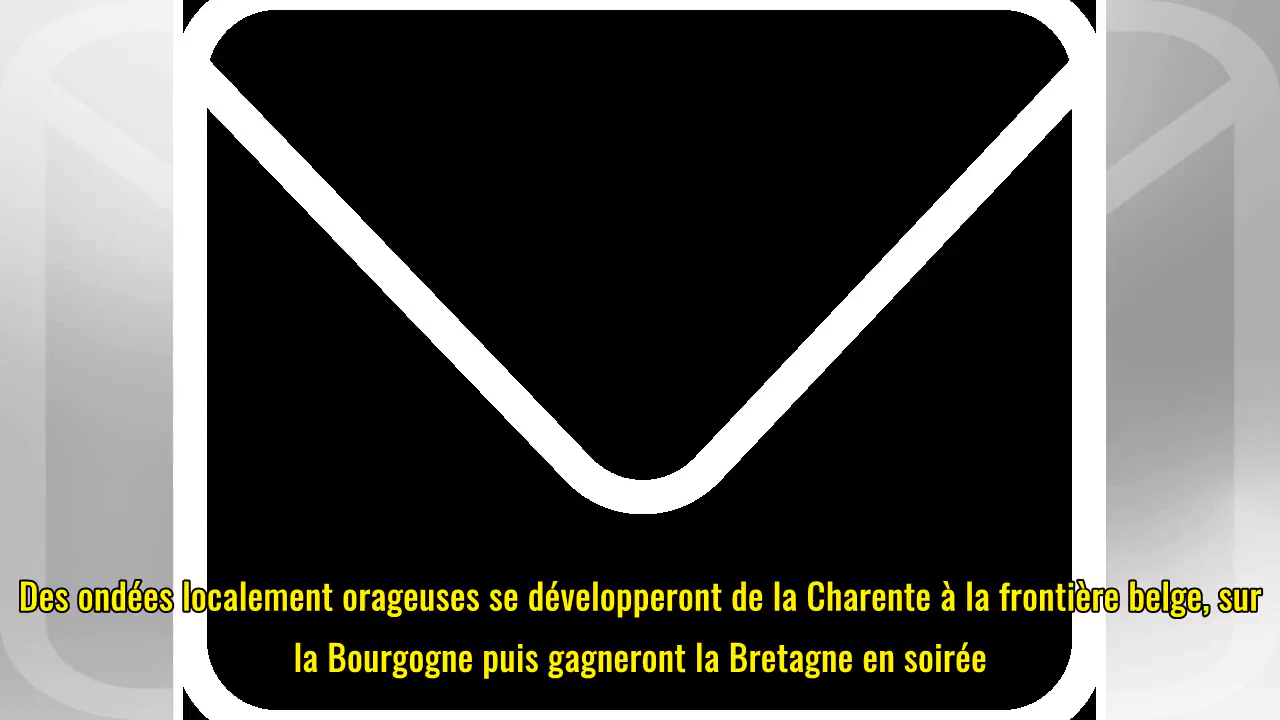 Des ondées localement orageuses se développeront de la Charente à la frontière belge, sur
la Bourgogne puis gagneront la Bretagne en soirée